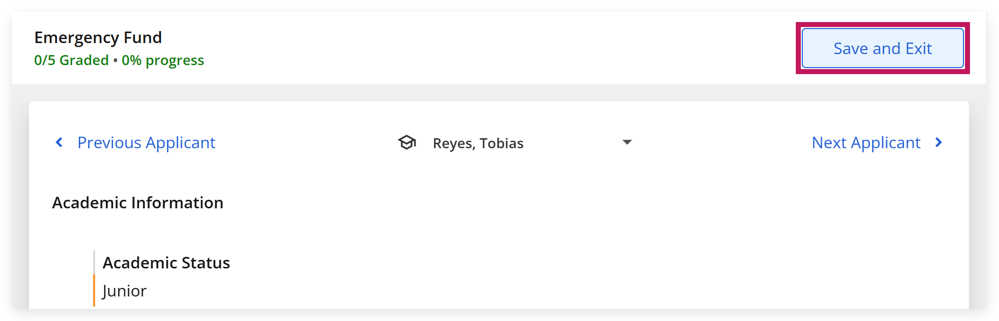 Emergency Fund
0/5 Graded • 0% progress
Save and Exit
Previous Applicant
Reyes, Tobias
Next Applicant
Academic Information
Academic Status
Junior